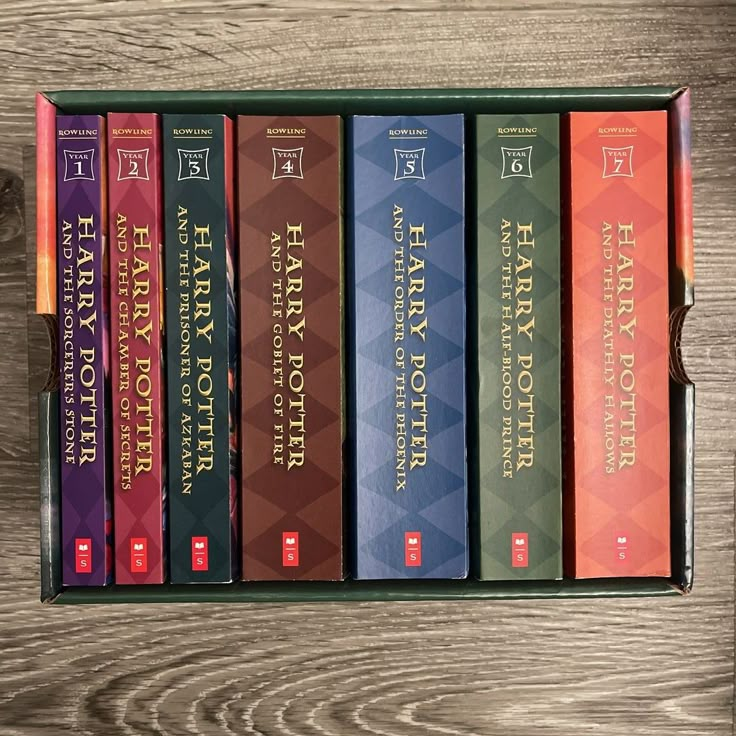 ROWLING
YEAR
1
HARRY POTTER
AND THE SORCERER'S STONE
S
ROWLING
YEAR
2
HARRY POTTER
AND THE CHAMBER OF SECRETS
S
ROWLING
YEAR
3
HARRY POTTER
AND THE PRISONER OF AZKABAN
S
ROWLING
YEAR
4
HARRY POTTER
AND THE GOBLET OF FIRE
S
ROWLING
YEAR
5
HARRY POTTER
AND THE ORDER OF THE PHOENIX
S
ROWLING
YEAR
6
HARRY POTTER
AND THE HALF-BLOOD PRINCE
S
ROWLING
YEAR
7
HARRY POTTER
AND THE DEATHLY HALLOWS
S